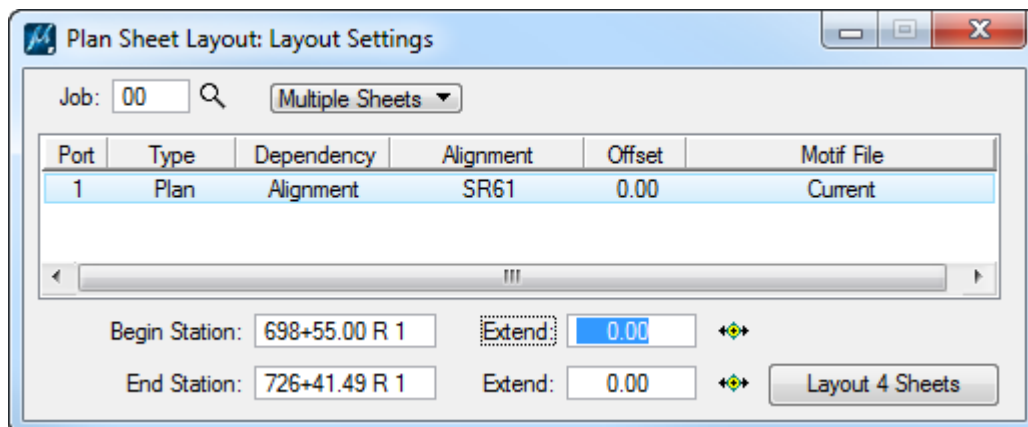 Plan Sheet Layout: Layout Settings
Job: 00 Multiple Sheets
Port Type Dependency Alignment Offset Motif File
1 Plan Alignment SR61 0.00 Current
Begin Station: 698+55.00 R 1 Extend: 0.00
End Station: 726+41.49 R 1 Extend: 0.00 Layout 4 Sheets